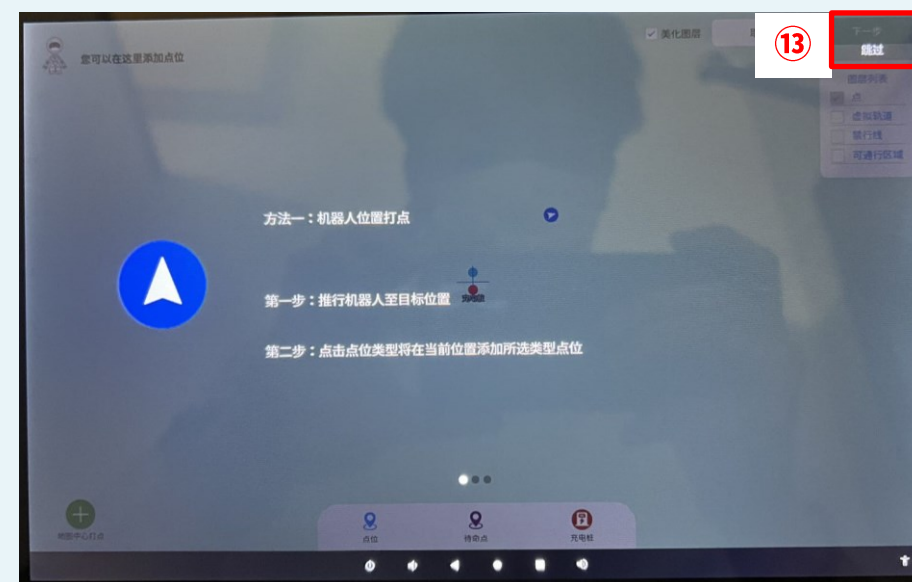 您可以在这里添加点位
美化图层
⑬
下一步
跳过
图层列表
点
虚拟轨道
禁行线
可通行区域
方法一：机器人位置打点
第一步：推行机器人至目标位置
第二步：点击点位类型将在当前位置添加所选类型点位
地图中心打点
点位
待命点
充电桩